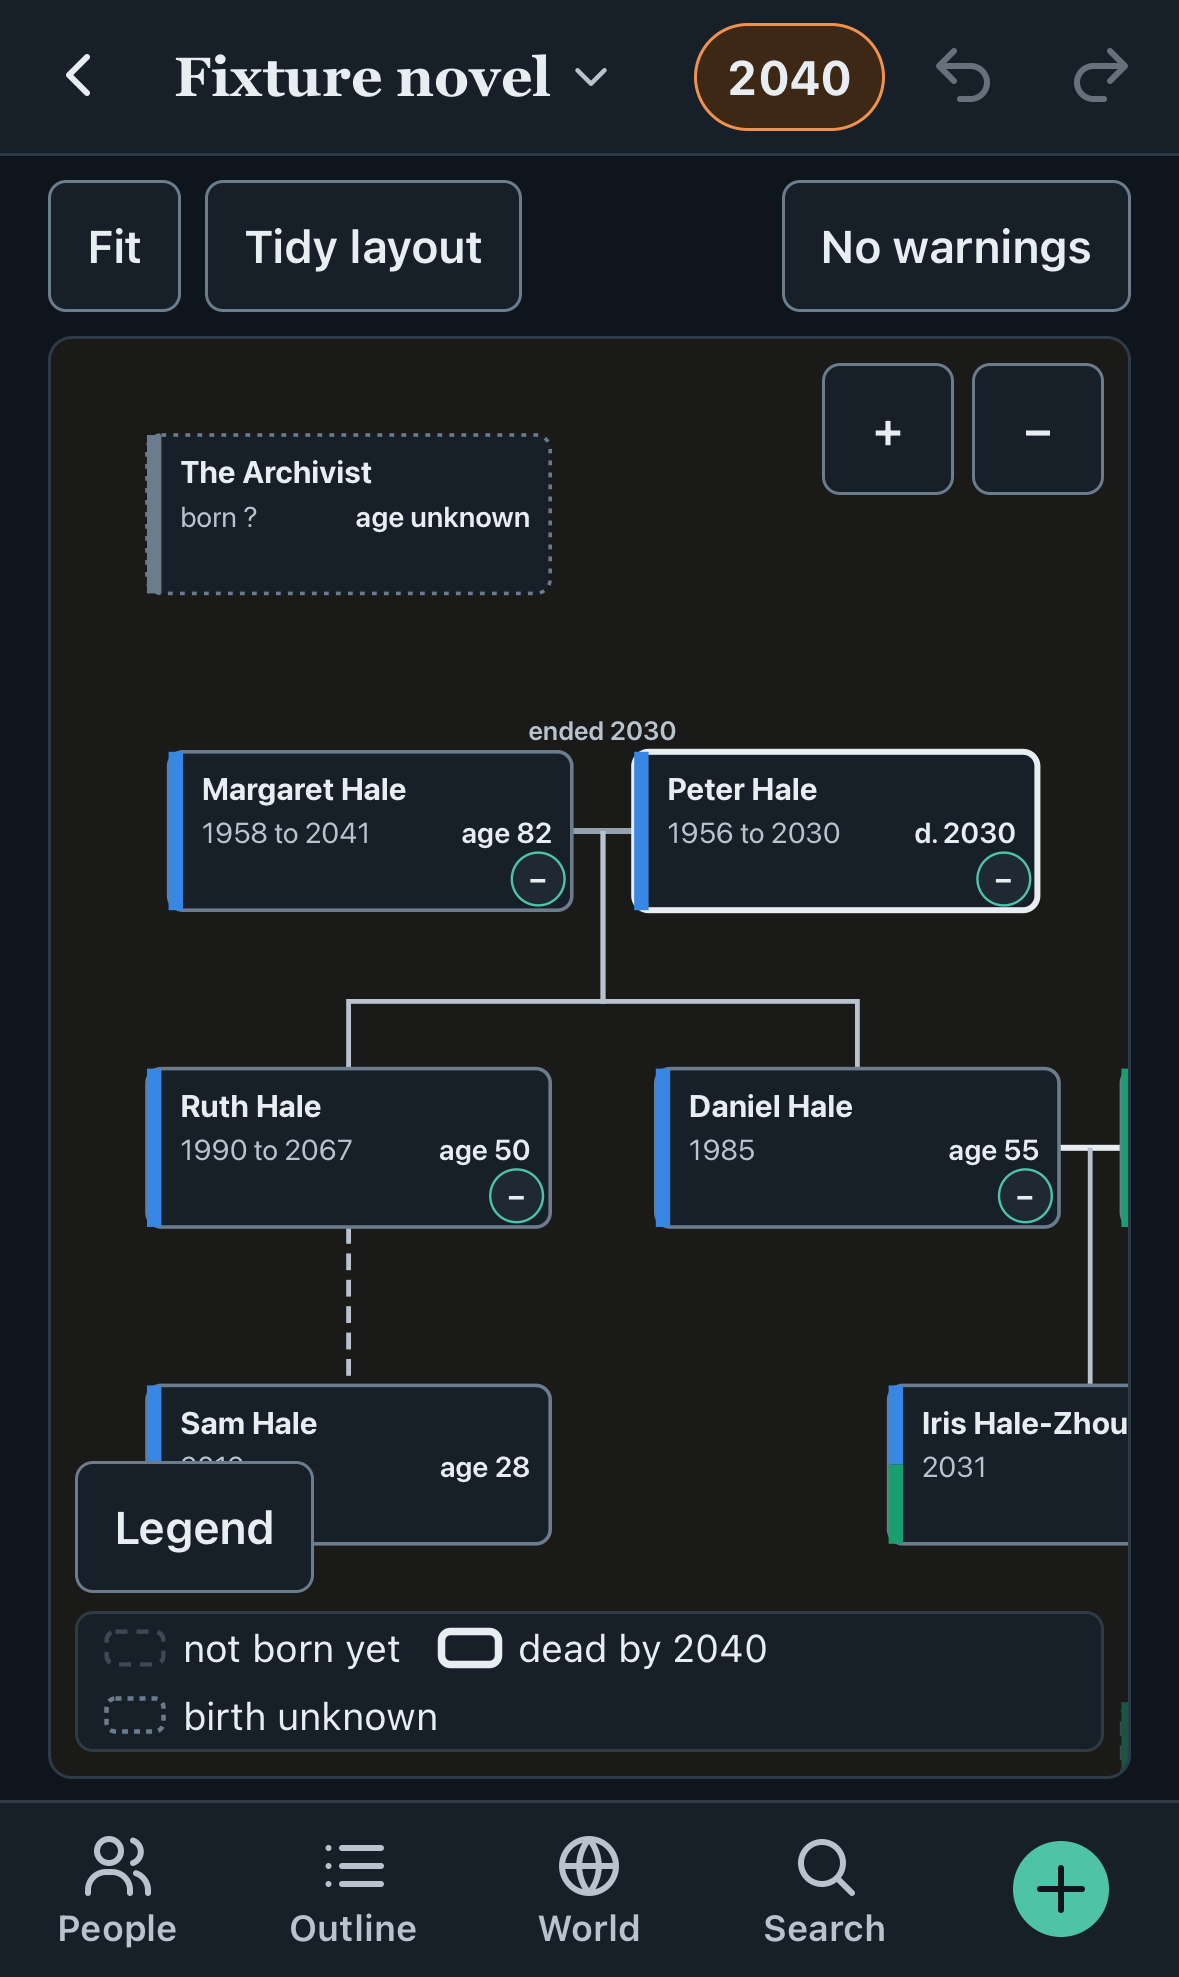 Fixture novel
2040
Fit
Tidy layout
No warnings
+
−
The Archivist
born ?
age unknown
ended 2030
Margaret Hale
1958 to 2041
age 82
−
Peter Hale
1956 to 2030
d. 2030
−
Ruth Hale
1990 to 2067
age 50
−
Daniel Hale
1985
age 55
−
Sam Hale
age 28
Iris Hale-Zhou
2031
Legend
not born yet
dead by 2040
birth unknown
People
Outline
World
Search